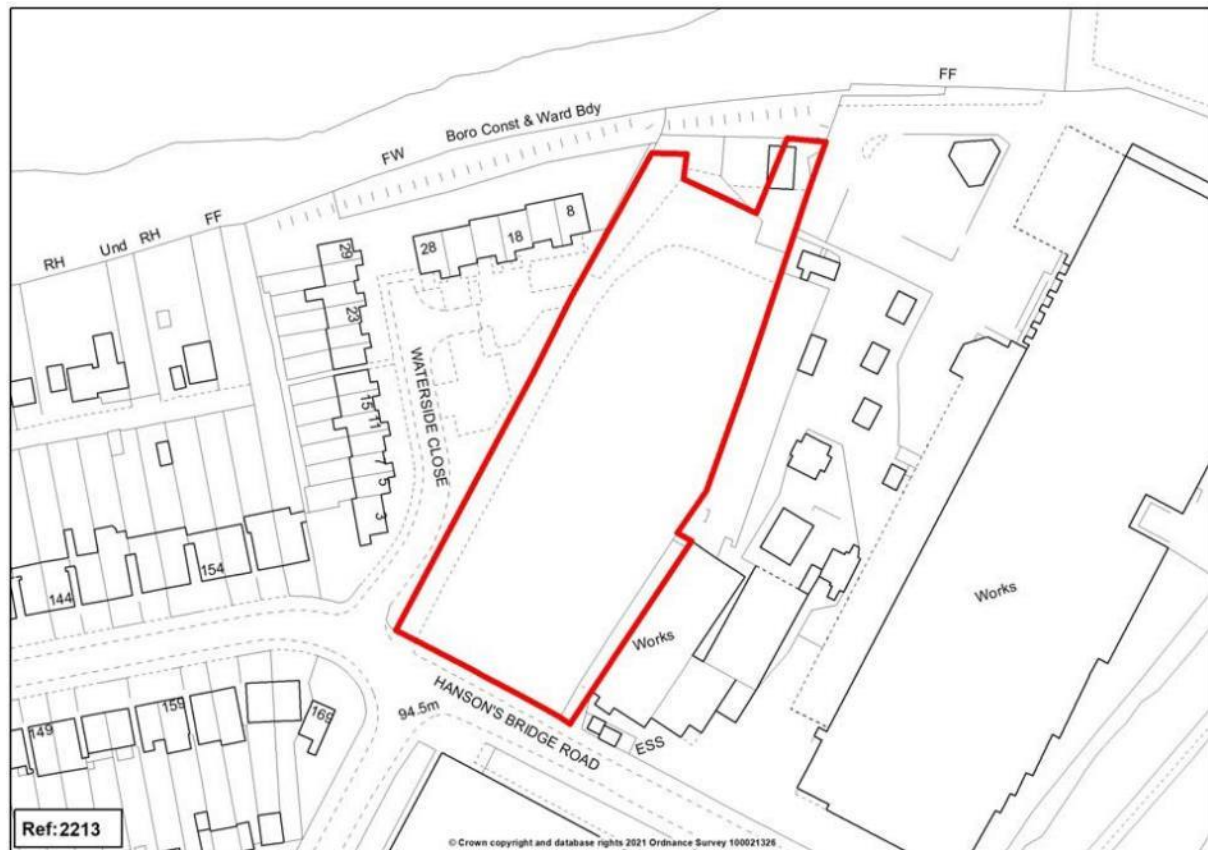 FF
Boro Const & Ward Bdy
FW
FF
RH
Und
RH
8
18
28
29
23
15
11
7
5
3
WATERSIDE CLOSE
154
144
Works
Works
HANSON'S BRIDGE ROAD
94.5m
ESS
159
149
169
Ref:2213
© Crown copyright and database rights 2021 Ordnance Survey 100021326